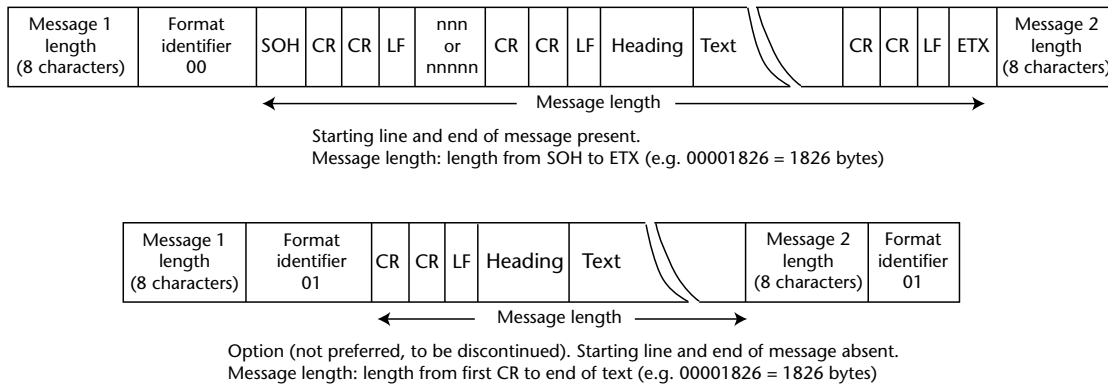 Message 1 length (8 characters) Format identifier 00 SOH CR CR LF nnn or nnnnn CR CR LF Heading Text CR CR LF ETX Message 2 length (8 characters)
Message length
Starting line and end of message present.
Message length: length from SOH to ETX (e.g. 00001826 = 1826 bytes)
Message 1 length (8 characters) Format identifier 01 CR CR LF Heading Text Message 2 length (8 characters) Format identifier 01
Message length
Option (not preferred, to be discontinued). Starting line and end of message absent.
Message length: length from first CR to end of text (e.g. 00001826 = 1826 bytes)